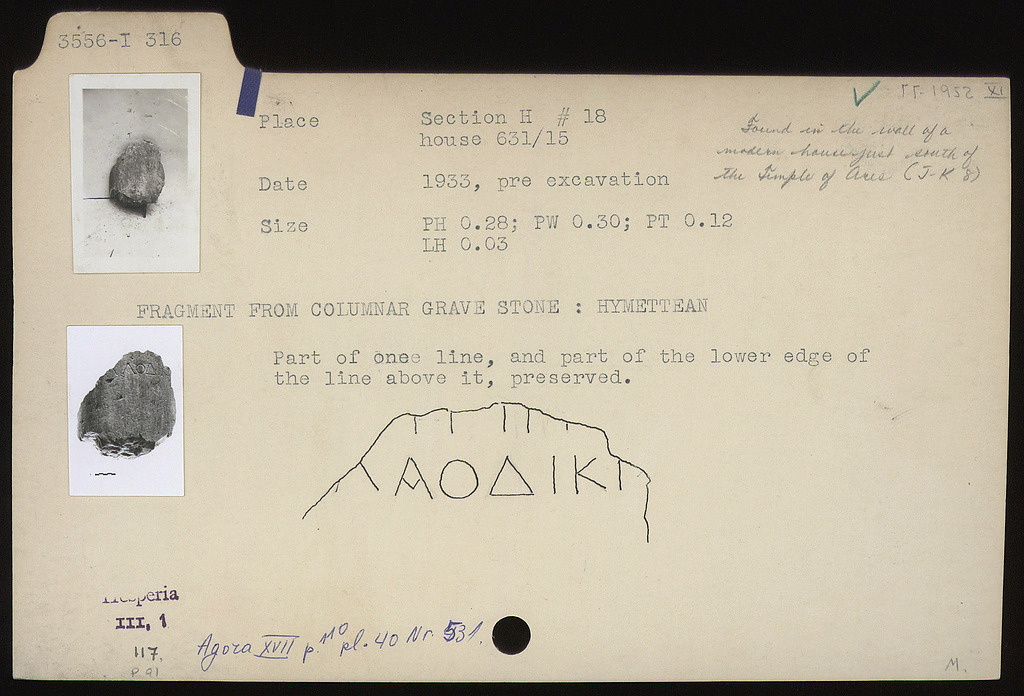 3556-I 316
ΓΓ-1952 XI
Found in the wall of a
modern house just south of
the Temple of Ares (J-K 8)
Place Section H # 18
house 631/15
Date 1933, pre excavation
Size PH 0.28; PW 0.30; PT 0.12
LH 0.03
FRAGMENT FROM COLUMNAR GRAVE STONE : HYMETTEAN
Part of onee line, and part of the lower edge of
the line above it, preserved.
ΛΑΟΔΙΚ
ΑΟΔ
Hesperia
III, 1
117.
P. 91
Agora XVII p. 110 pl. 40 Nr. 531.
M.